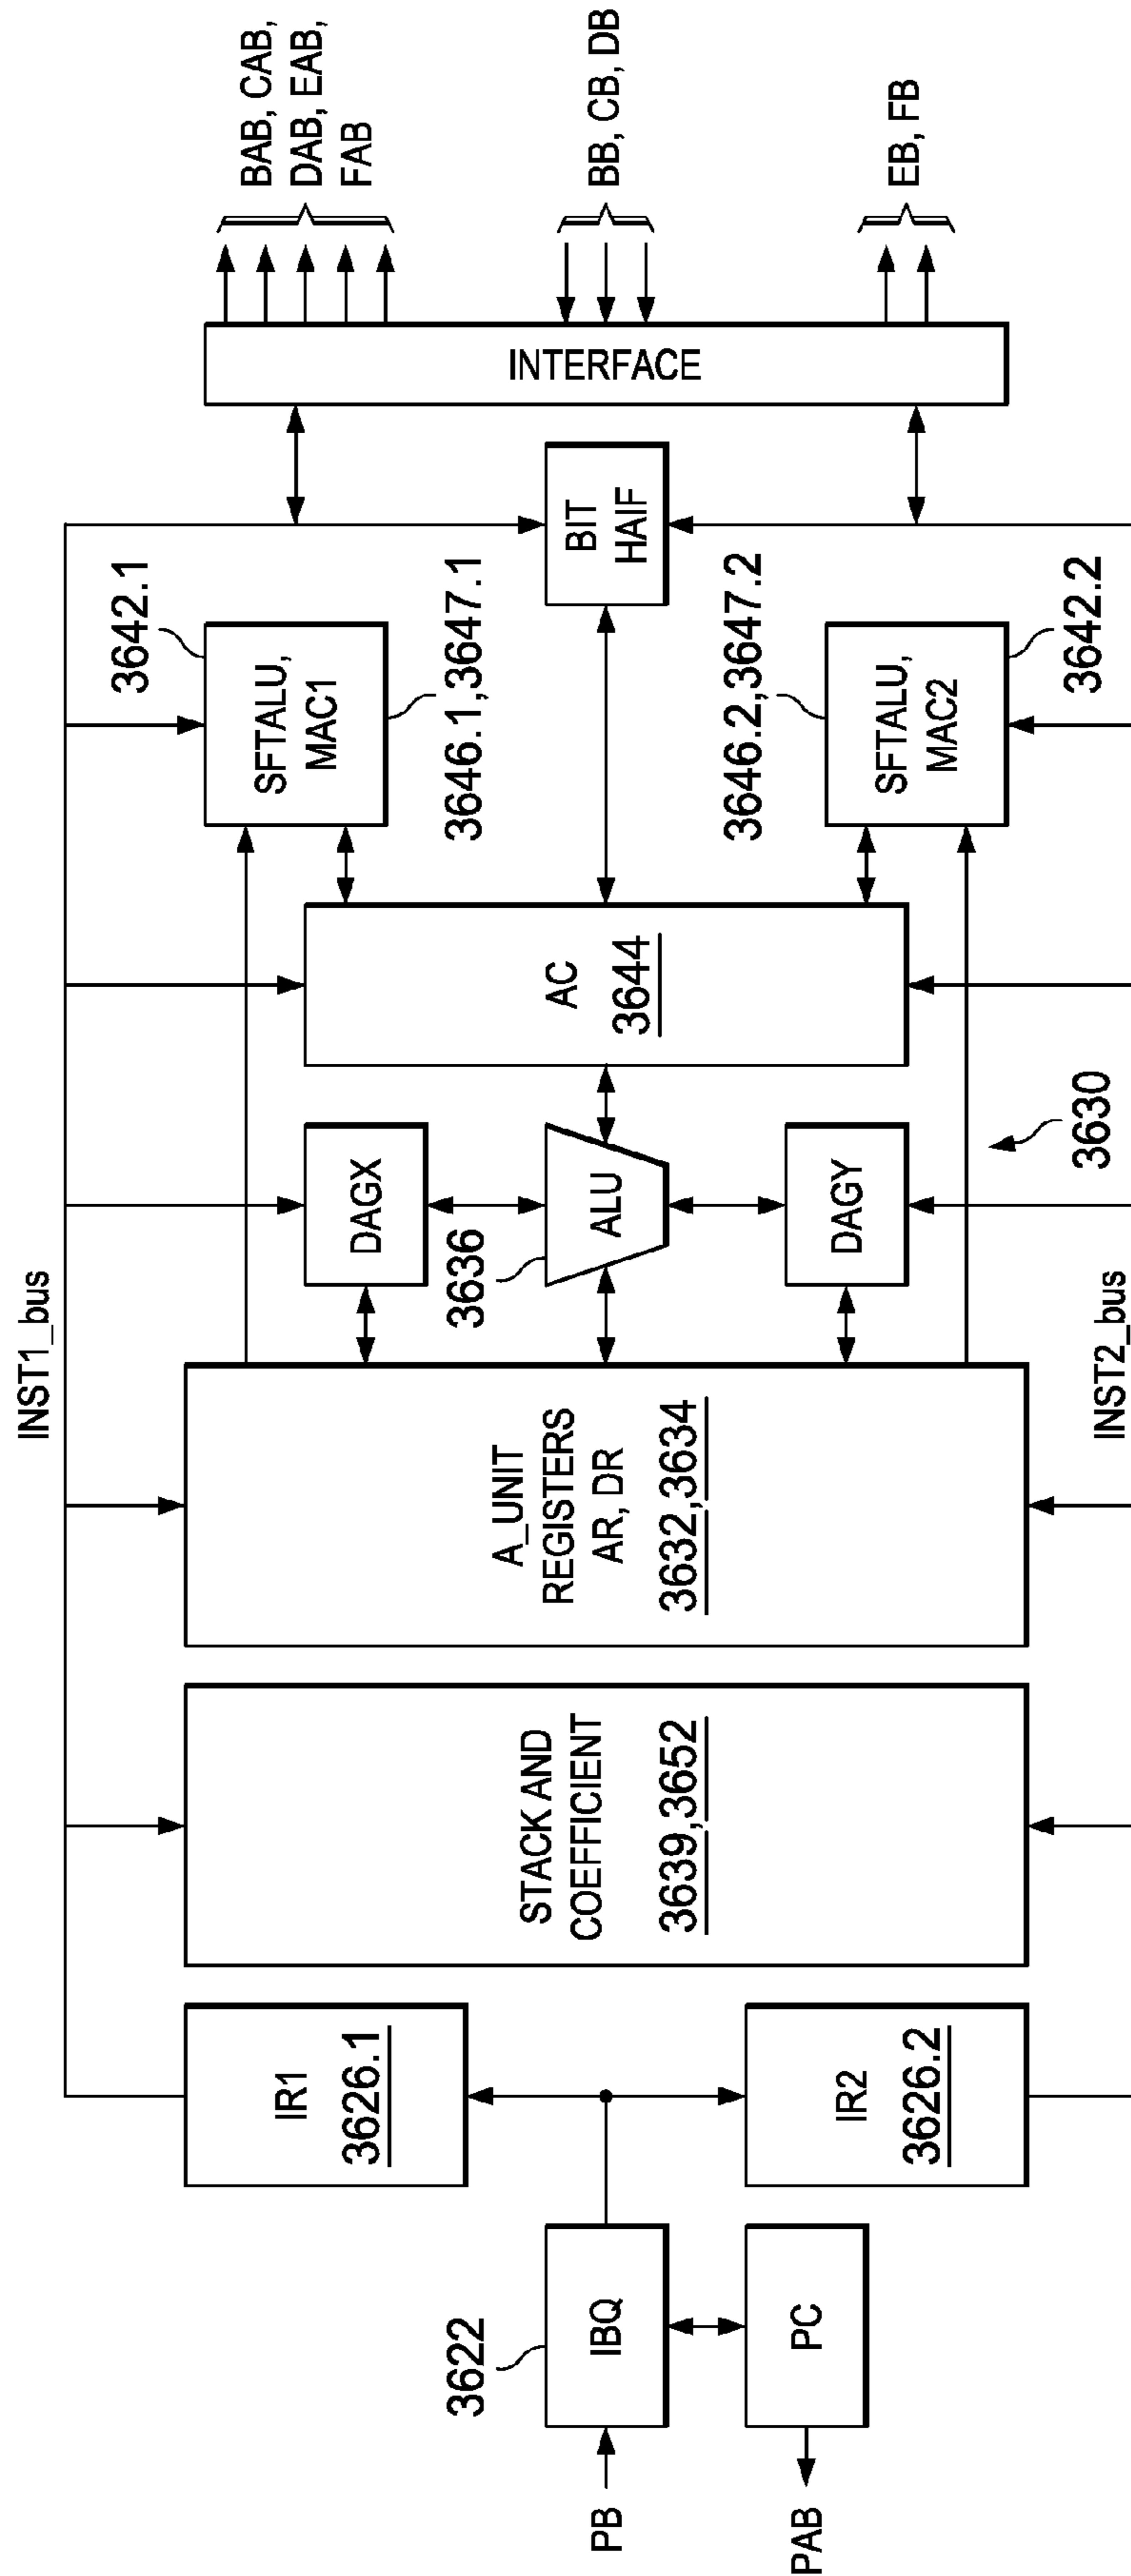 INST1_bus
PB
PAB
3622
IBQ
PC
IR1
3626.1
IR2
3626.2
STACK AND
COEFFICIENT
3639,3652
A_UNIT
REGISTERS
AR, DR
3632,3634
DAGX
3636
ALU
DAGY
3630
AC
3644
3642.1
SFTALU,
MAC1
3646.1,3647.1
3646.2,3647.2
SFTALU,
MAC2
3642.2
BIT
HAIF
INTERFACE
BAB, CAB,
DAB, EAB,
FAB
BB, CB, DB
EB, FB
INST2_bus